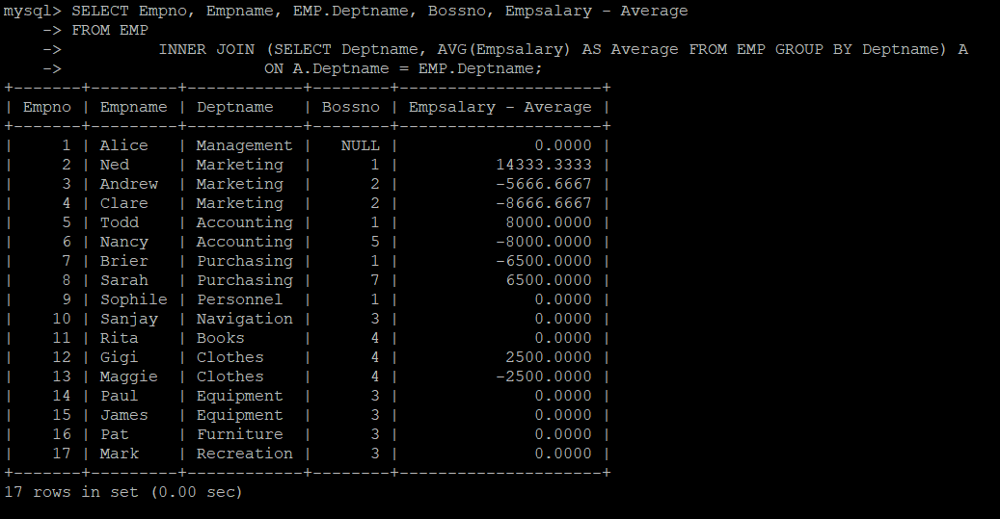 mysql> SELECT Empno, Empname, EMP.Deptname, Bossno, Empsalary - Average
    -> FROM EMP
    ->          INNER JOIN (SELECT Deptname, AVG(Empsalary) AS Average FROM EMP GROUP BY Deptname) A
    ->                     ON A.Deptname = EMP.Deptname;
+-------+---------+------------+--------+---------------------+
| Empno | Empname | Deptname   | Bossno | Empsalary - Average |
+-------+---------+------------+--------+---------------------+
|     1 | Alice   | Management |   NULL |              0.0000 |
|     2 | Ned     | Marketing  |      1 |          14333.3333 |
|     3 | Andrew  | Marketing  |      2 |          -5666.6667 |
|     4 | Clare   | Marketing  |      2 |          -8666.6667 |
|     5 | Todd    | Accounting |      1 |           8000.0000 |
|     6 | Nancy   | Accounting |      5 |          -8000.0000 |
|     7 | Brier   | Purchasing |      1 |          -6500.0000 |
|     8 | Sarah   | Purchasing |      7 |           6500.0000 |
|     9 | Sophile | Personnel  |      1 |              0.0000 |
|    10 | Sanjay  | Navigation |      3 |              0.0000 |
|    11 | Rita    | Books      |      4 |              0.0000 |
|    12 | Gigi    | Clothes    |      4 |           2500.0000 |
|    13 | Maggie  | Clothes    |      4 |          -2500.0000 |
|    14 | Paul    | Equipment  |      3 |              0.0000 |
|    15 | James   | Equipment  |      3 |              0.0000 |
|    16 | Pat     | Furniture  |      3 |              0.0000 |
|    17 | Mark    | Recreation |      3 |              0.0000 |
+-------+---------+------------+--------+---------------------+
17 rows in set (0.00 sec)